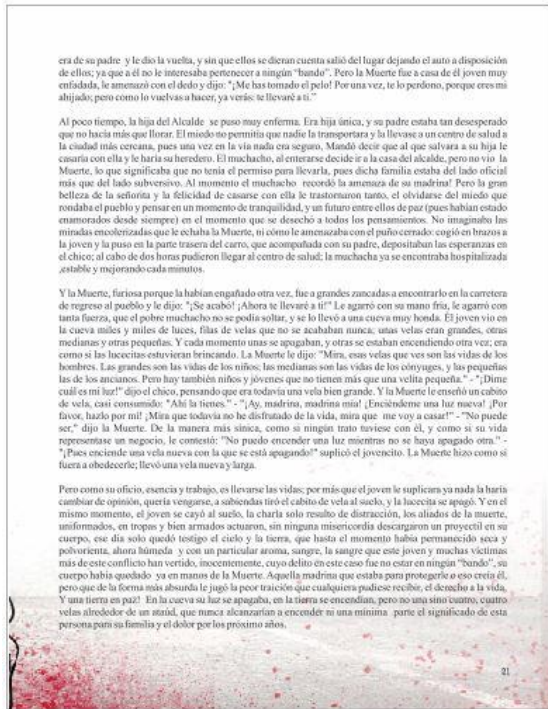 era de su padre y le dio la vuelta, y sin que ellos se dieran cuenta salió del lugar dejando el auto a disposición
de ellos; ya que a él no le interesaba pertenecer a ningún “bando”. Pero la Muerte fue a casa de él joven muy
enfadada, le amenazó con el dedo y dijo: "¡Me has tomado el pelo! Por una vez, te lo perdono, porque eres mi
ahijado; pero como lo vuelvas a hacer, ya verás: te llevaré a ti.”
Al poco tiempo, la hija del Alcalde se puso muy enferma. Era hija única, y su padre estaba tan desesperado
que no hacía más que llorar. El miedo no permitía que nadie la transportara y la llevase a un centro de salud a
la ciudad más cercana, pues una vez en la vía nada era seguro, Mandó decir que al que salvara a su hija le
casaría con ella y le haría su heredero. El muchacho, al enterarse decide ir a la casa del alcalde, pero no vio la
Muerte, lo que significaba que no tenía el permiso para llevarla, pues dicha familia estaba del lado oficial
más que del lado subversivo. Al momento el muchacho recordó la amenaza de su madrina! Pero la gran
belleza de la señorita y la felicidad de casarse con ella le trastornaron tanto, el olvidarse del miedo que
rondaba el pueblo y pensar en un momento de tranquilidad, y un futuro entre ellos de paz (pues habían estado
enamorados desde siempre) en el momento que se desechó a todos los pensamientos. No imaginaba las
miradas encolerizadas que le echaba la Muerte, ni cómo le amenazaba con el puño cerrado: cogió en brazos a
la joven y la puso en la parte trasera del carro, que acompañada con su padre, depositaban las esperanzas en
el chico; al cabo de dos horas pudieron llegar al centro de salud; la muchacha ya se encontraba hospitalizada
,estable y mejorando cada minutos.
Y la Muerte, furiosa porque la habían engañado otra vez, fue a grandes zancadas a encontrarlo en la carretera
de regreso al pueblo y le dijo: "¡Se acabó! ¡Ahora te llevaré a ti!" Le agarró con su mano fría, le agarró con
tanta fuerza, que el pobre muchacho no se podía soltar, y se lo llevó a una cueva muy honda. Él joven vio en
la cueva miles y miles de luces, filas de velas que no se acababan nunca; unas velas eran grandes, otras
medianas y otras pequeñas. Y cada momento unas se apagaban, y otras se estaban encendiendo otra vez; era
como si las lucecitas estuvieran brincando. La Muerte le dijo: "Mira, esas velas que ves son las vidas de los
hombres. Las grandes son las vidas de los niños; las medianas son las vidas de los cónyuges, y las pequeñas
las de los ancianos. Pero hay también niños y jóvenes que no tienen más que una velita pequeña." - "¡Dime
cuál es mi luz!" dijo el chico, pensando que era todavía una vela bien grande. Y la Muerte le enseñó un cabito
de vela, casi consumido: "Ahí la tienes." - "¡Ay, madrina, madrina mía! ¡Enciéndeme una luz nueva! ¡Por
favor, hazlo por mí! ¡Mira que todavía no he disfrutado de la vida, mira que me voy a casar!" - "No puede
ser," dijo la Muerte. De la manera más sínica, como si ningún trato tuviese con él, y como si su vida
representase un negocio, le contestó: "No puedo encender una luz mientras no se haya apagado otra." -
"¡Pues enciende una vela nueva con la que se está apagando!" suplicó el jovencito. La Muerte hizo como si
fuera a obedecerle; llevó una vela nueva y larga.
Pero como su oficio, esencia y trabajo, es llevarse las vidas; por más que el joven le suplicara ya nada la haría
cambiar de opinión, quería vengarse, a sabiendas tiró el cabito de vela al suelo, y la lucecita se apagó. Y en el
mismo momento, el joven se cayó al suelo, la charla solo resulto de distracción, los aliados de la muerte,
uniformados, en tropas y bien armados actuaron, sin ninguna misericordia descargaron un proyectil en su
cuerpo, ese día solo quedó testigo el cielo y la tierra, que hasta el momento había permanecido seca y
polvorienta, ahora húmeda y con un particular aroma, sangre, la sangre que este joven y muchas víctimas
más de este conflicto han vertido, inocentemente, cuyo delito en este caso fue no estar en ningún “bando”, su
cuerpo había quedado ya en manos de la Muerte. Aquella madrina que estaba para protegerle o eso creía él,
pero que de la forma más absurda le jugó la peor traición que cualquiera pudiese recibir, el derecho a la vida,
Y una tierra en paz! En la cueva su luz se apagaba, en la tierra se encendían, pero no una sino cuatro, cuatro
velas alrededor de un ataúd, que nunca alcanzarían a encender ni una mínima parte el significado de esta
persona para su familia y el dolor por los próximo años.
21